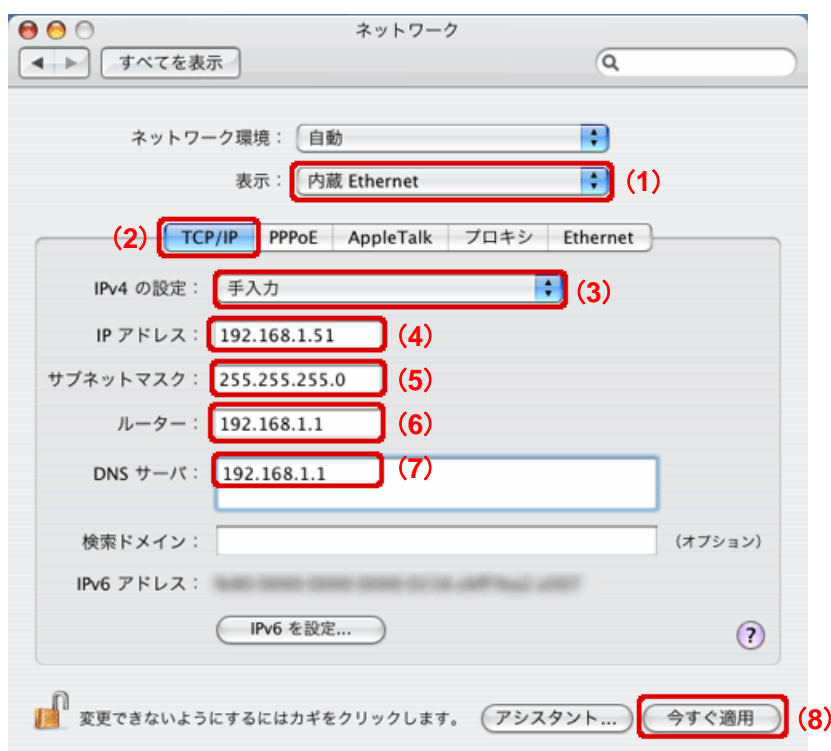 ネットワーク
すべてを表示
ネットワーク環境： 自動
表示： 内蔵 Ethernet (1)
(2) TCP/IP PPPoE AppleTalk プロキシ Ethernet
IPv4 の設定： 手入力 (3)
IP アドレス： 192.168.1.51 (4)
サブネットマスク： 255.255.255.0 (5)
ルーター： 192.168.1.1 (6)
DNS サーバ： 192.168.1.1 (7)
検索ドメイン： (オプション)
IPv6 アドレス：
IPv6 を設定... ?
変更できないようにするにはカギをクリックします。 アシスタント... 今すぐ適用 (8)